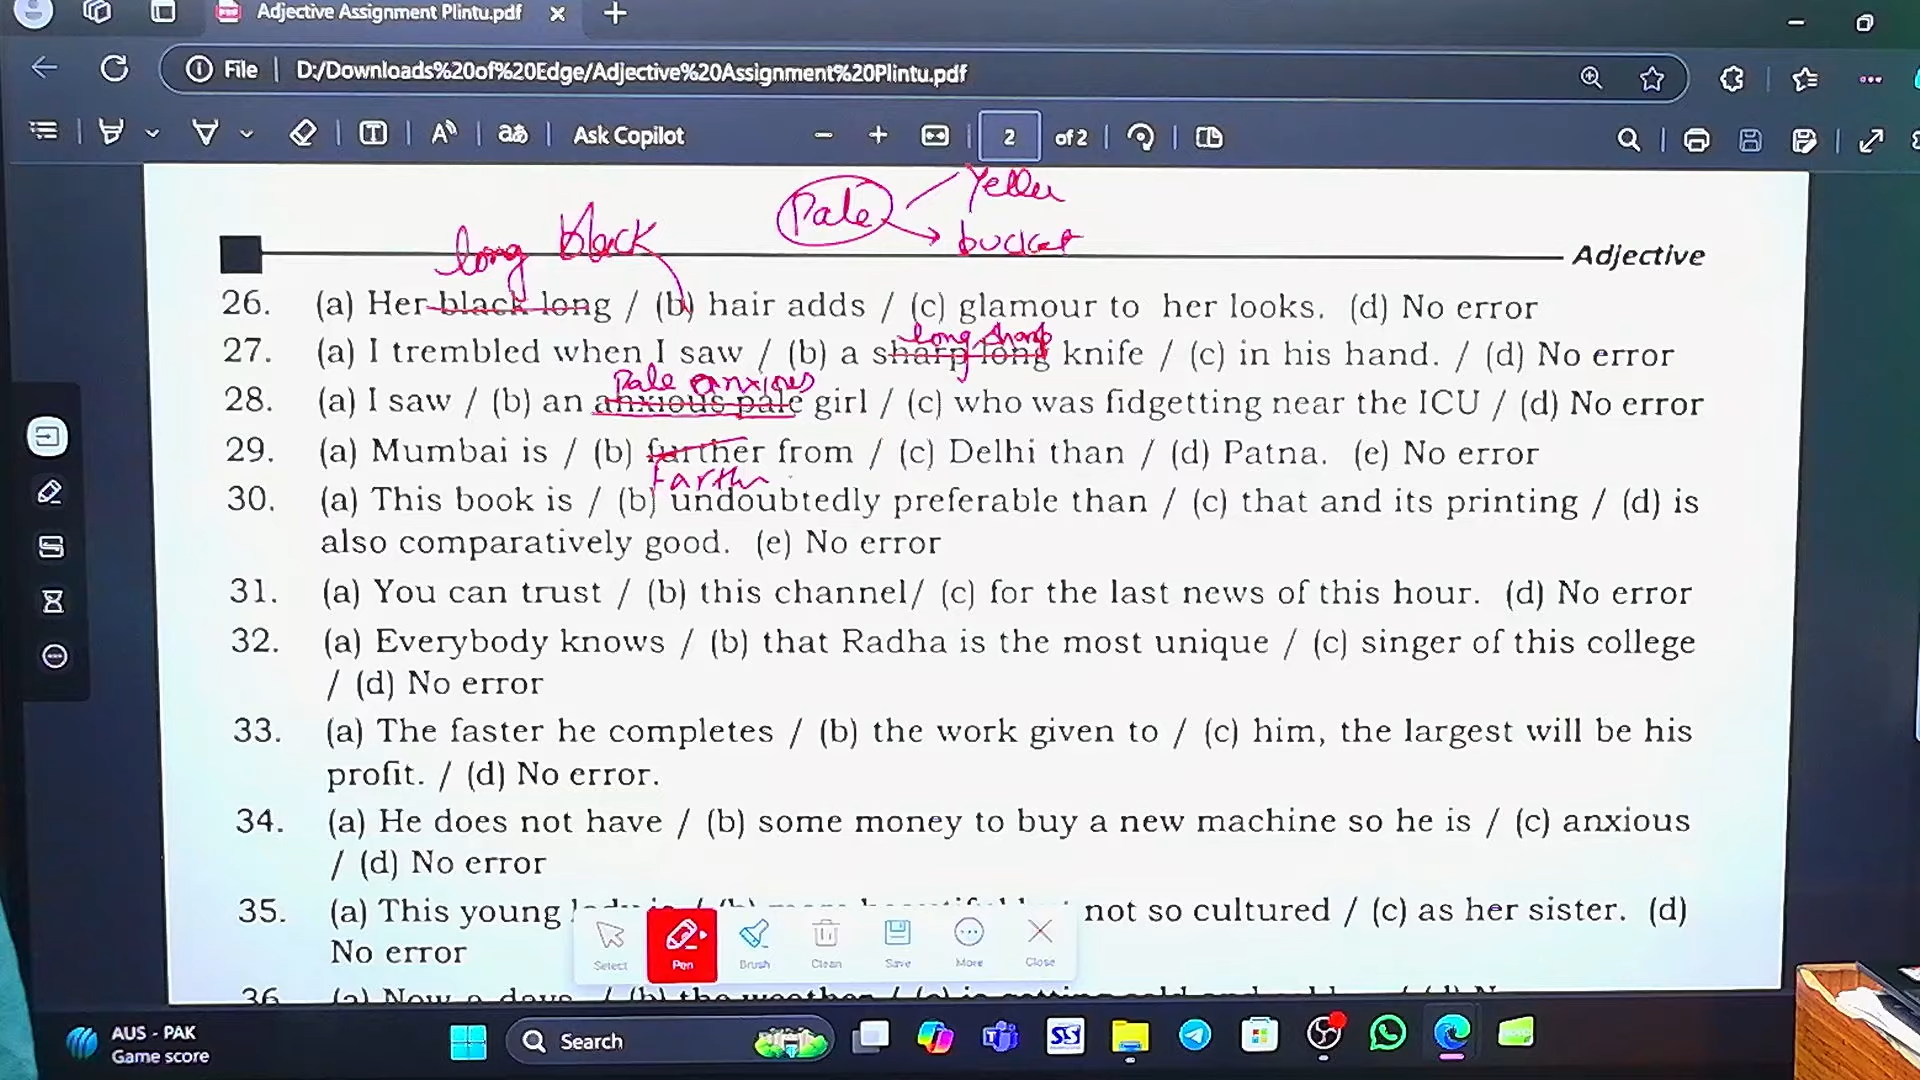 Adjective Assignment Plintu.pdf
File D:/Downloads%20of%20Edge/Adjective%20Assignment%20Plintu.pdf
Ask Copilot 2 of 2
Pale Yellu
bucket
long black
Adjective
26. (a) Her black long / (b) hair adds / (c) glamour to her looks. (d) No error
long sharp
27. (a) I trembled when I saw / (b) a sharp long knife / (c) in his hand. / (d) No error
Pale anxious
28. (a) I saw / (b) an anxious pale girl / (c) who was fidgetting near the ICU / (d) No error
29. (a) Mumbai is / (b) further from / (c) Delhi than / (d) Patna. (e) No error
30. (a) This book is / (b) undoubtedly preferable than / (c) that and its printing / (d) is
also comparatively good. (e) No error
31. (a) You can trust / (b) this channel/ (c) for the last news of this hour. (d) No error
32. (a) Everybody knows / (b) that Radha is the most unique / (c) singer of this college
/ (d) No error
33. (a) The faster he completes / (b) the work given to / (c) him, the largest will be his
profit. / (d) No error.
34. (a) He does not have / (b) some money to buy a new machine so he is / (c) anxious
/ (d) No error
35. (a) This young not so cultured / (c) as her sister. (d)
No error
Select Pen Brush Clean Save More Close
36 (a) Now a days / (b) the weather / (c) is getting
AUS - PAK
Game score
Search